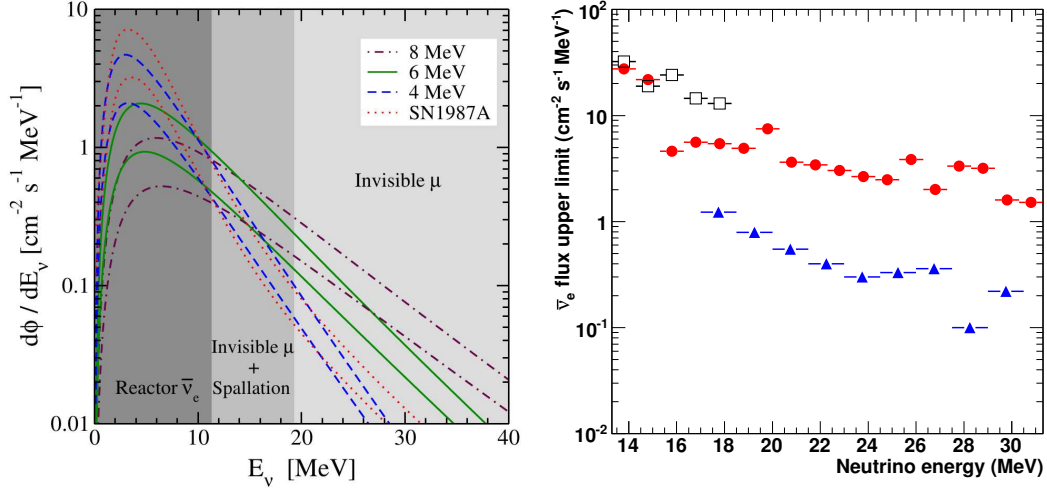 10
1
0.1
0.01
dϕ / dE_ν [cm⁻² s⁻¹ MeV⁻¹]
8 MeV
6 MeV
4 MeV
SN1987A
Invisible μ
Reactor ν̅_e
Invisible μ
+
Spallation
0 10 20 30 40
E_ν [MeV]
10²
10
1
10⁻¹
10⁻²
ν̅_e flux upper limit (cm⁻² s⁻¹ MeV⁻¹)
14 16 18 20 22 24 26 28 30
Neutrino energy (MeV)